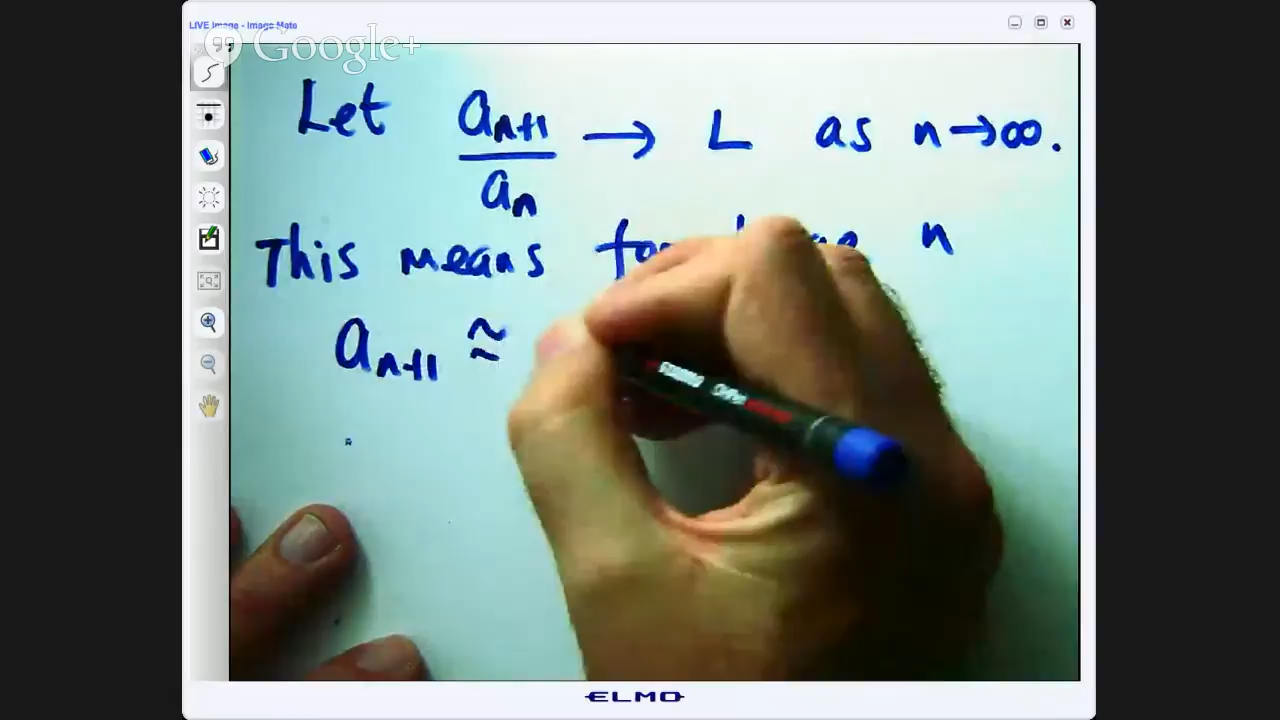 LIVE Image - Image Mate
Google+
Let a_{n+1}/a_n → L as n→∞.
This means for n
a_{n+1} ≈
ELMO